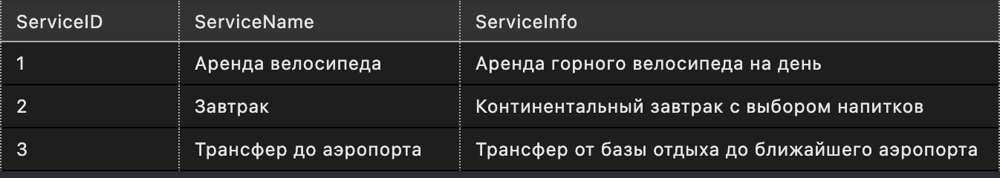 ServiceID ServiceName ServiceInfo
1 Аренда велосипеда Аренда горного велосипеда на день
2 Завтрак Континентальный завтрак с выбором напитков
3 Трансфер до аэропорта Трансфер от базы отдыха до ближайшего аэропорта